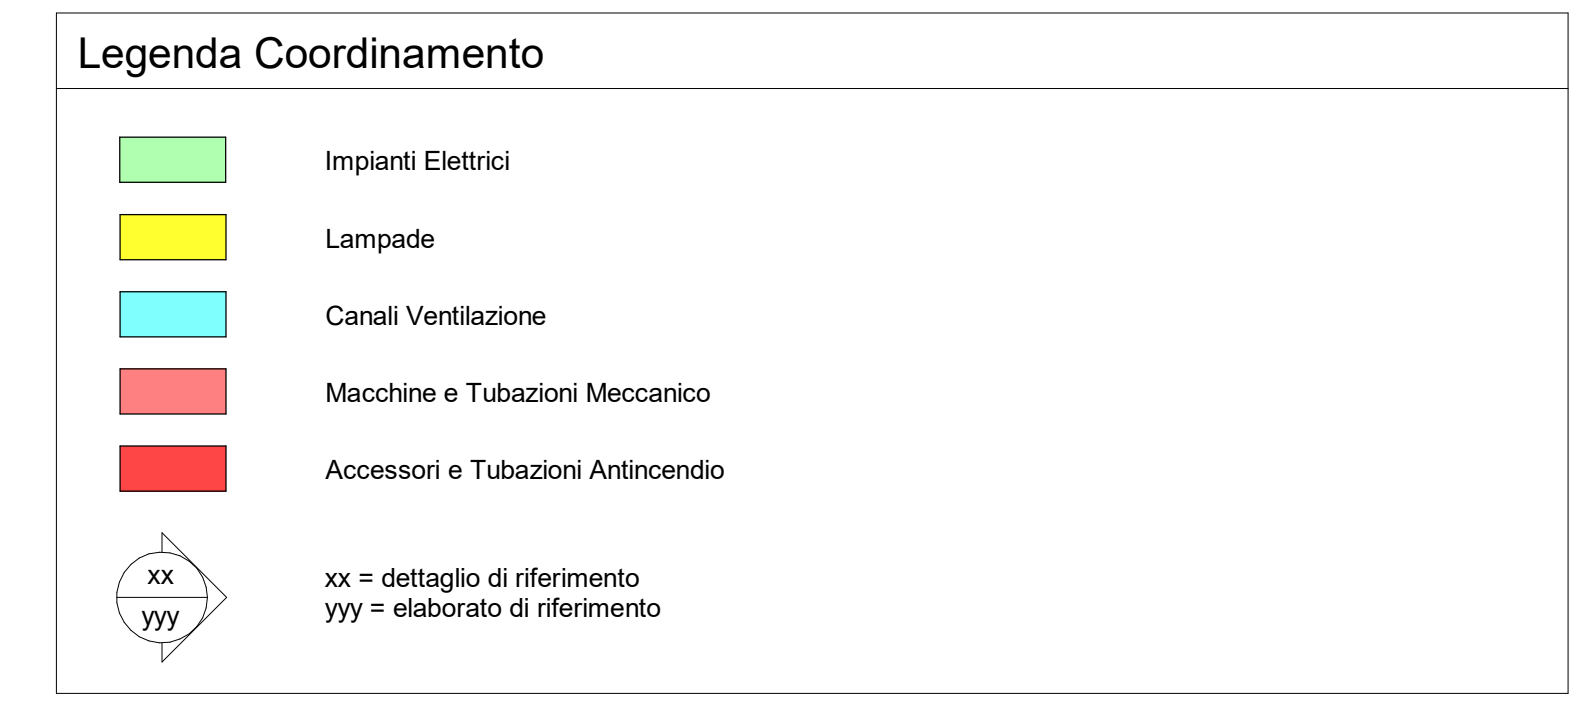 Legenda Coordinamento
Impianti Elettrici
Lampade
Canali Ventilazione
Macchine e Tubazioni Meccanico
Accessori e Tubazioni Antincendio
xx
yyy
xx = dettaglio di riferimento
yyy = elaborato di riferimento